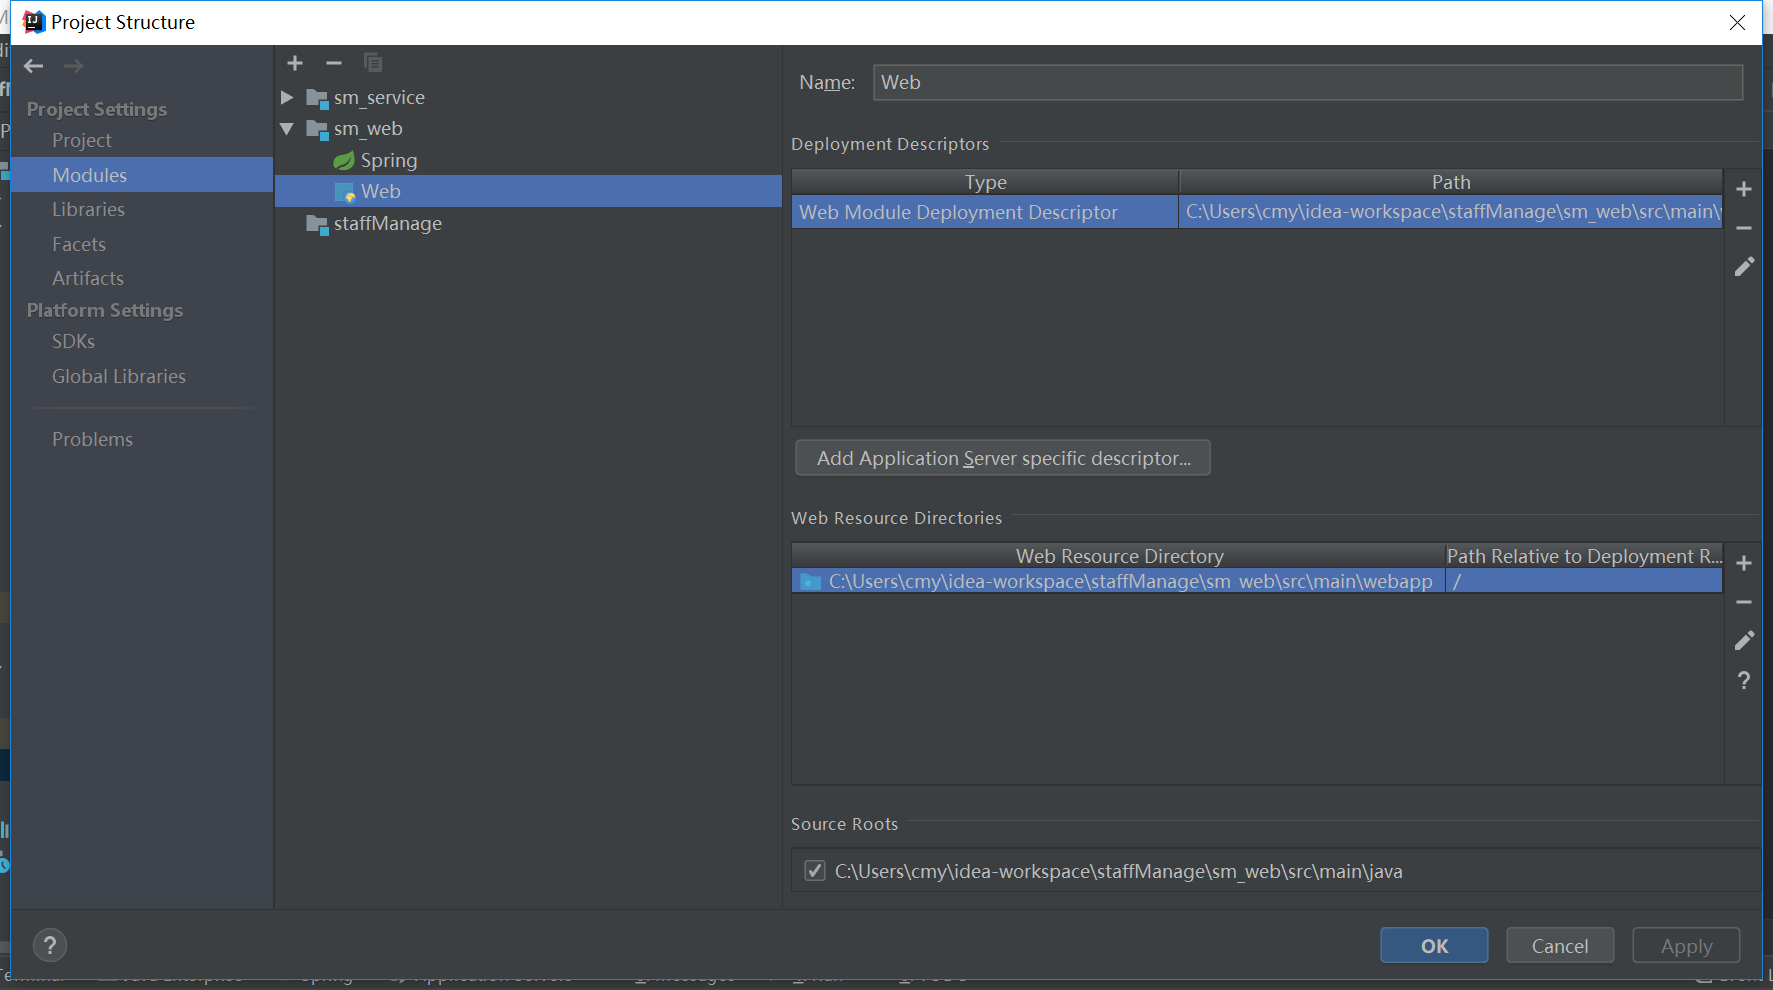 Project Structure
Project Settings
Project
Modules
Libraries
Facets
Artifacts
Platform Settings
SDKs
Global Libraries
Problems
sm_service
sm_web
Spring
Web
staffManage
Name: Web
Deployment Descriptors
Type Path
Web Module Deployment Descriptor C:\Users\cmy\idea-workspace\staffManage\sm_web\src\main\
Add Application Server specific descriptor...
Web Resource Directories
Web Resource Directory Path Relative to Deployment R...
C:\Users\cmy\idea-workspace\staffManage\sm_web\src\main\webapp /
Source Roots
C:\Users\cmy\idea-workspace\staffManage\sm_web\src\main\java
? OK Cancel Apply